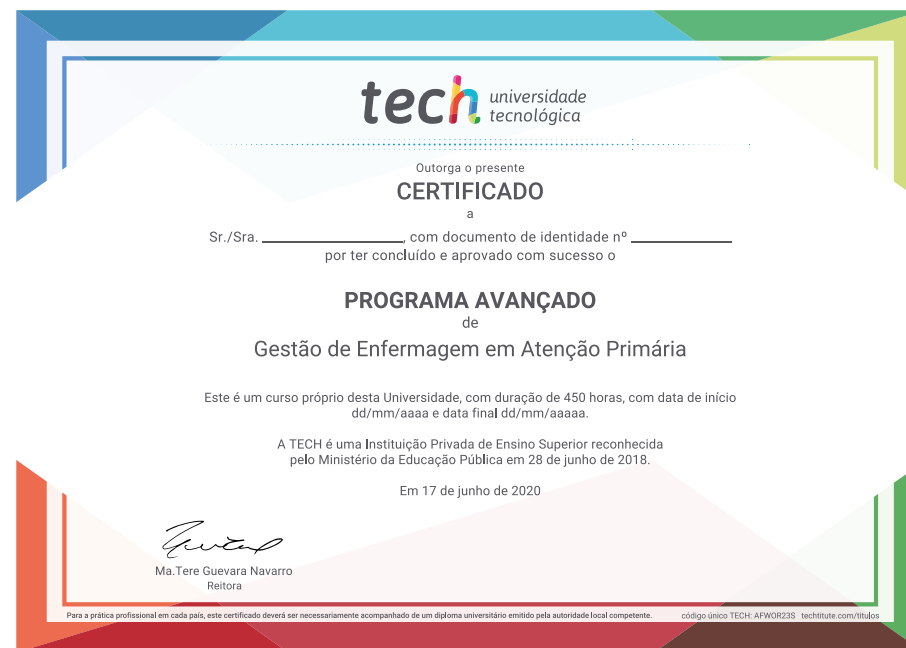 tech universidade
tecnológica
Outorga o presente
CERTIFICADO
a
Sr./Sra. ____________________, com documento de identidade nº ______________
por ter concluído e aprovado com sucesso o
PROGRAMA AVANÇADO
de
Gestão de Enfermagem em Atenção Primária
Este é um curso próprio desta Universidade, com duração de 450 horas, com data de início
dd/mm/aaaa e data final dd/mm/aaaaa.
A TECH é uma Instituição Privada de Ensino Superior reconhecida
pelo Ministério da Educação Pública em 28 de junho de 2018.
Em 17 de junho de 2020
Ma.Tere Guevara Navarro
Reitora
Para a prática profissional em cada país, este certificado deverá ser necessariamente acompanhado de um diploma universitário emitido pela autoridade local competente. código único TECH: AFWOR23S techtitute.com/titulos